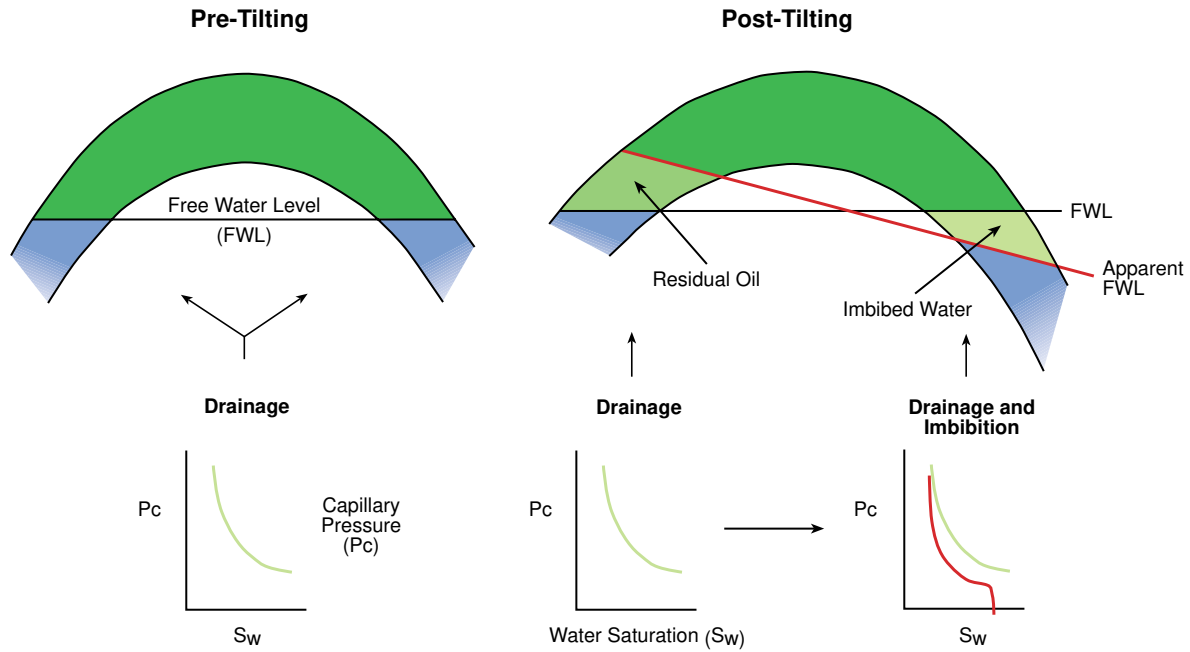 Pre-Tilting
Post-Tilting
Free Water Level
(FWL)
FWL
Apparent
FWL
Residual Oil
Imbibed Water
Drainage
Drainage
Drainage and
Imbibition
Pc
Capillary
Pressure
(Pc)
Pc
Pc
Sw
Water Saturation (Sw)
Sw